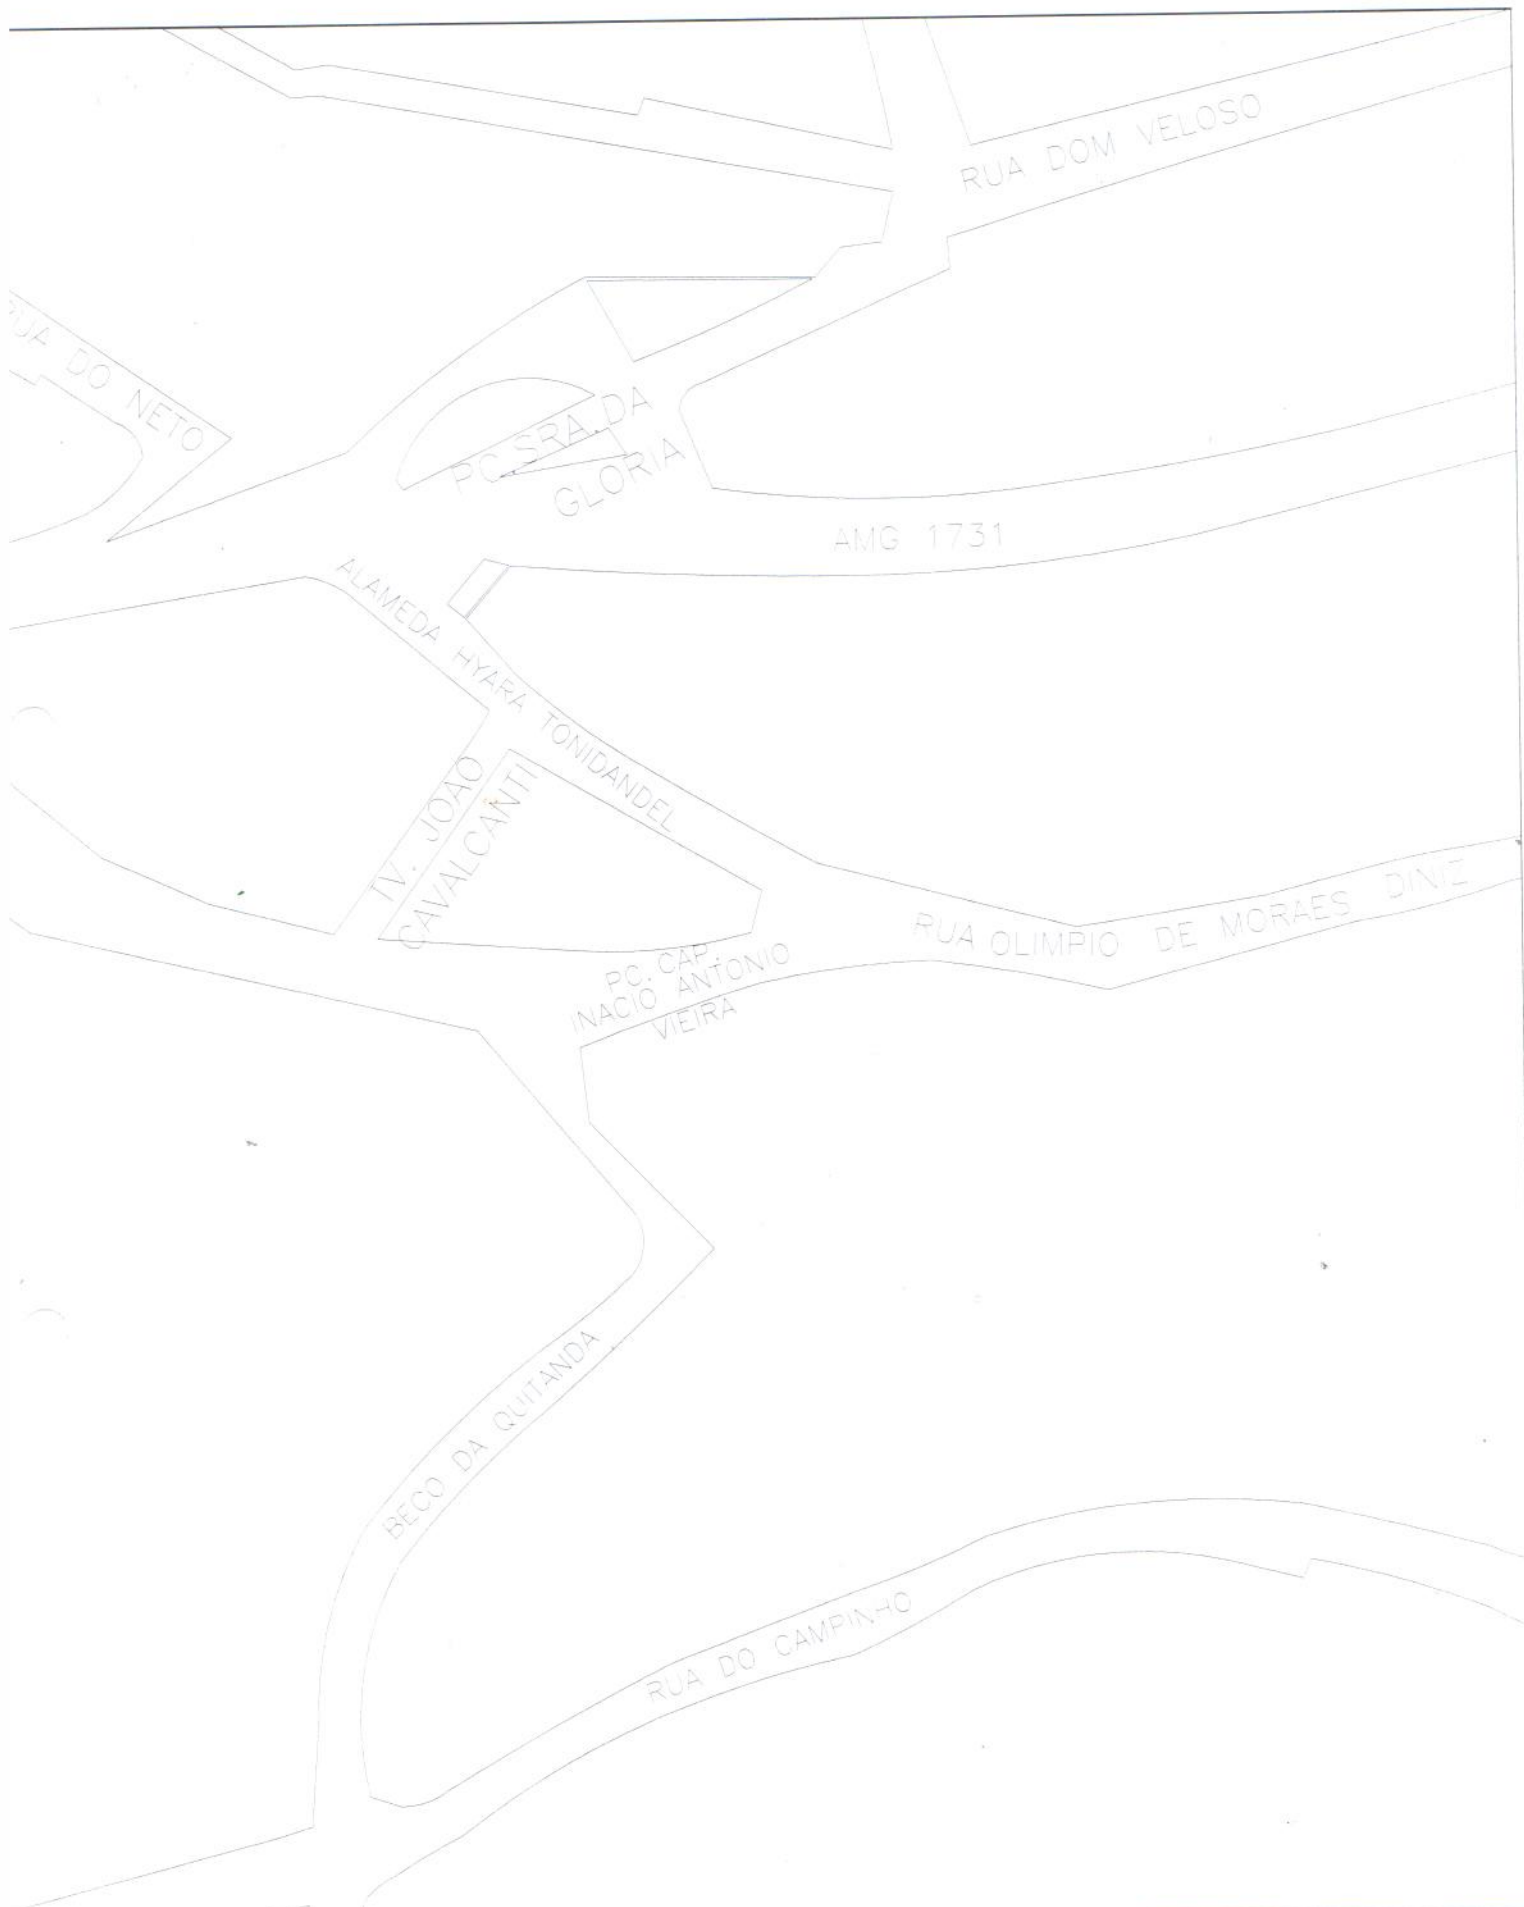 RUA DOM VELOSO
RUA DO NETO
PC.SRA.DA
GLORIA
AMG 1731
ALAMEDA HYARA TONIDANDEL
TV. JOAO
CAVALCANTI
RUA OLIMPIO DE MORAES DINIZ
PC. CAP.
INACIO ANTONIO
VIEIRA
BECO DA QUITANDA
RUA DO CAMPINHO